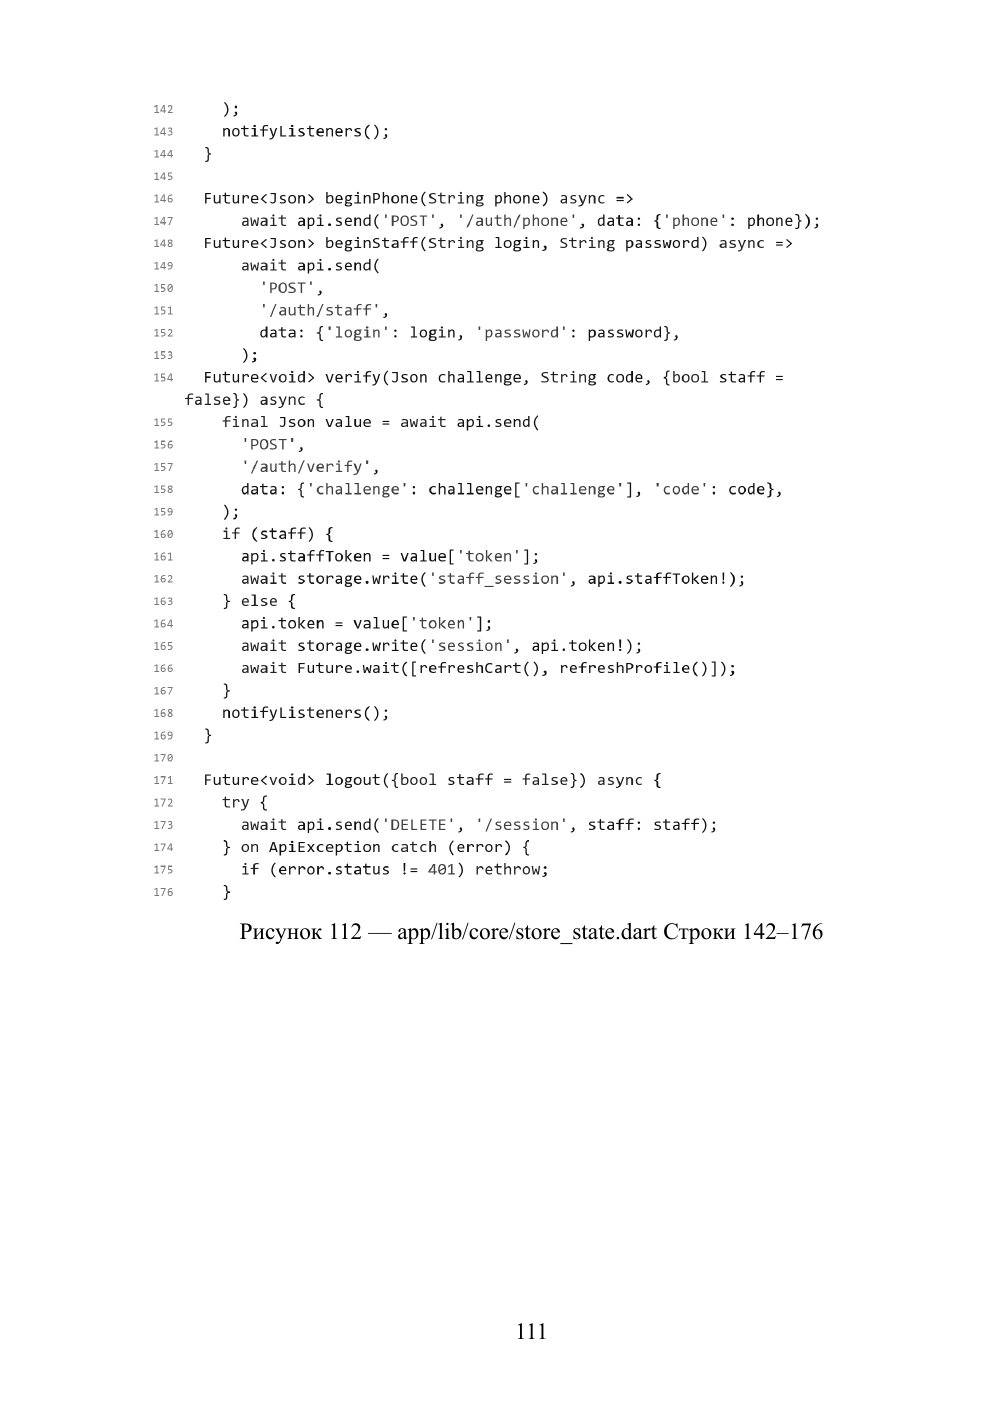 142     );
143     notifyListeners();
144   }
145
146   Future<Json> beginPhone(String phone) async =>
147       await api.send('POST', '/auth/phone', data: {'phone': phone});
148   Future<Json> beginStaff(String login, String password) async =>
149       await api.send(
150         'POST',
151         '/auth/staff',
152         data: {'login': login, 'password': password},
153       );
154   Future<void> verify(Json challenge, String code, {bool staff =
false}) async {
155     final Json value = await api.send(
156       'POST',
157       '/auth/verify',
158       data: {'challenge': challenge['challenge'], 'code': code},
159     );
160     if (staff) {
161       api.staffToken = value['token'];
162       await storage.write('staff_session', api.staffToken!);
163     } else {
164       api.token = value['token'];
165       await storage.write('session', api.token!);
166       await Future.wait([refreshCart(), refreshProfile()]);
167     }
168     notifyListeners();
169   }
170
171   Future<void> logout({bool staff = false}) async {
172     try {
173       await api.send('DELETE', '/session', staff: staff);
174     } on ApiException catch (error) {
175       if (error.status != 401) rethrow;
176     }
Рисунок 112 — app/lib/core/store_state.dart Строки 142–176
111